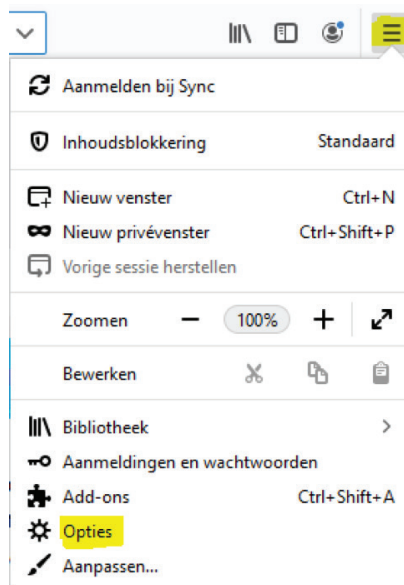 Aanmelden bij Sync
Inhoudsblokkering Standaard
Nieuw venster Ctrl+N
Nieuw privévenster Ctrl+Shift+P
Vorige sessie herstellen
Zoomen 100%
Bewerken
Bibliotheek
Aanmeldingen en wachtwoorden
Add-ons Ctrl+Shift+A
Opties
Aanpassen...